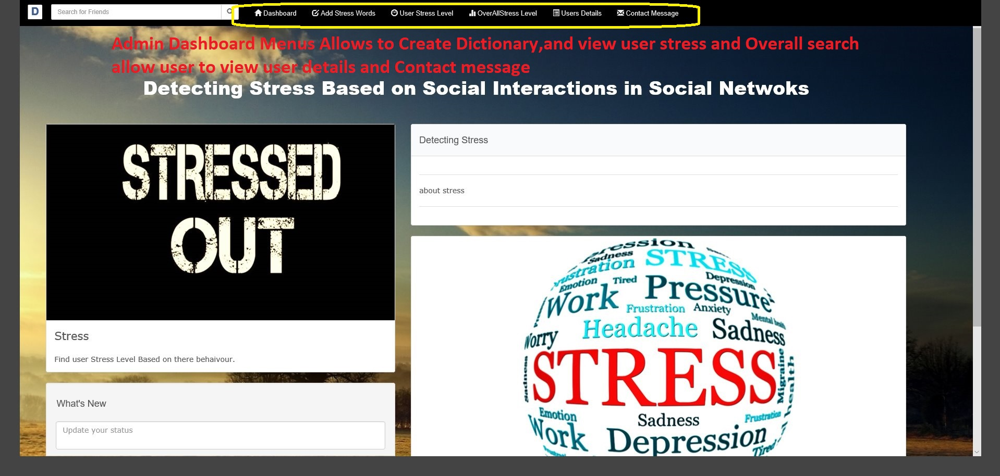 D
Search for Friends
Dashboard
Add Stress Words
User Stress Level
OverAllStress Level
Users Details
Contact Message
Admin Dashboard Menus Allows to Create Dictionary,and view user stress and Overall search
allow user to view user details and Contact message
Detecting Stress Based on Social Interactions in Social Netwoks
STRESSED
OUT
Stress
Find user Stress Level Based on there behaivour.
What's New
Update your status
Detecting Stress
about stress
ression
Sadness
STRESS
rustration
Emotion
Tired
Depression
Work
Pressure
Frustration
Anxiety
Mental health
Headache
Sadness
Worry
STRESS
Sadness
Migraine
health
Emotion
Sadness
Frustration
Work
Depression
Tired